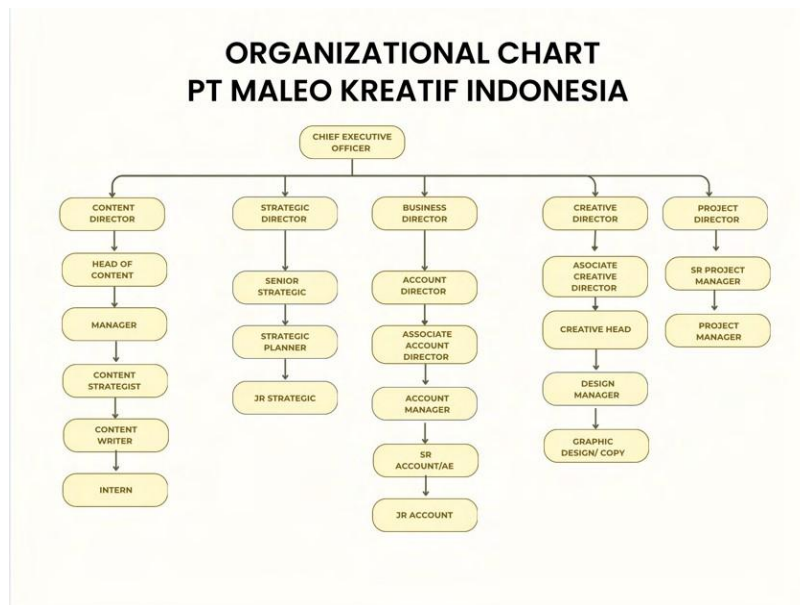 ORGANIZATIONAL CHART
PT MALEO KREATIF INDONESIA
CHIEF EXECUTIVE
OFFICER
CONTENT
DIRECTOR
HEAD OF
CONTENT
MANAGER
CONTENT
STRATEGIST
CONTENT
WRITER
INTERN
STRATEGIC
DIRECTOR
SENIOR
STRATEGIC
STRATEGIC
PLANNER
JR STRATEGIC
BUSINESS
DIRECTOR
ACCOUNT
DIRECTOR
ASSOCIATE
ACCOUNT
DIRECTOR
ACCOUNT
MANAGER
SR
ACCOUNT/AE
JR ACCOUNT
CREATIVE
DIRECTOR
ASOCIATE
CREATIVE
DIRECTOR
CREATIVE HEAD
DESIGN
MANAGER
GRAPHIC
DESIGN/ COPY
PROJECT
DIRECTOR
SR PROJECT
MANAGER
PROJECT
MANAGER